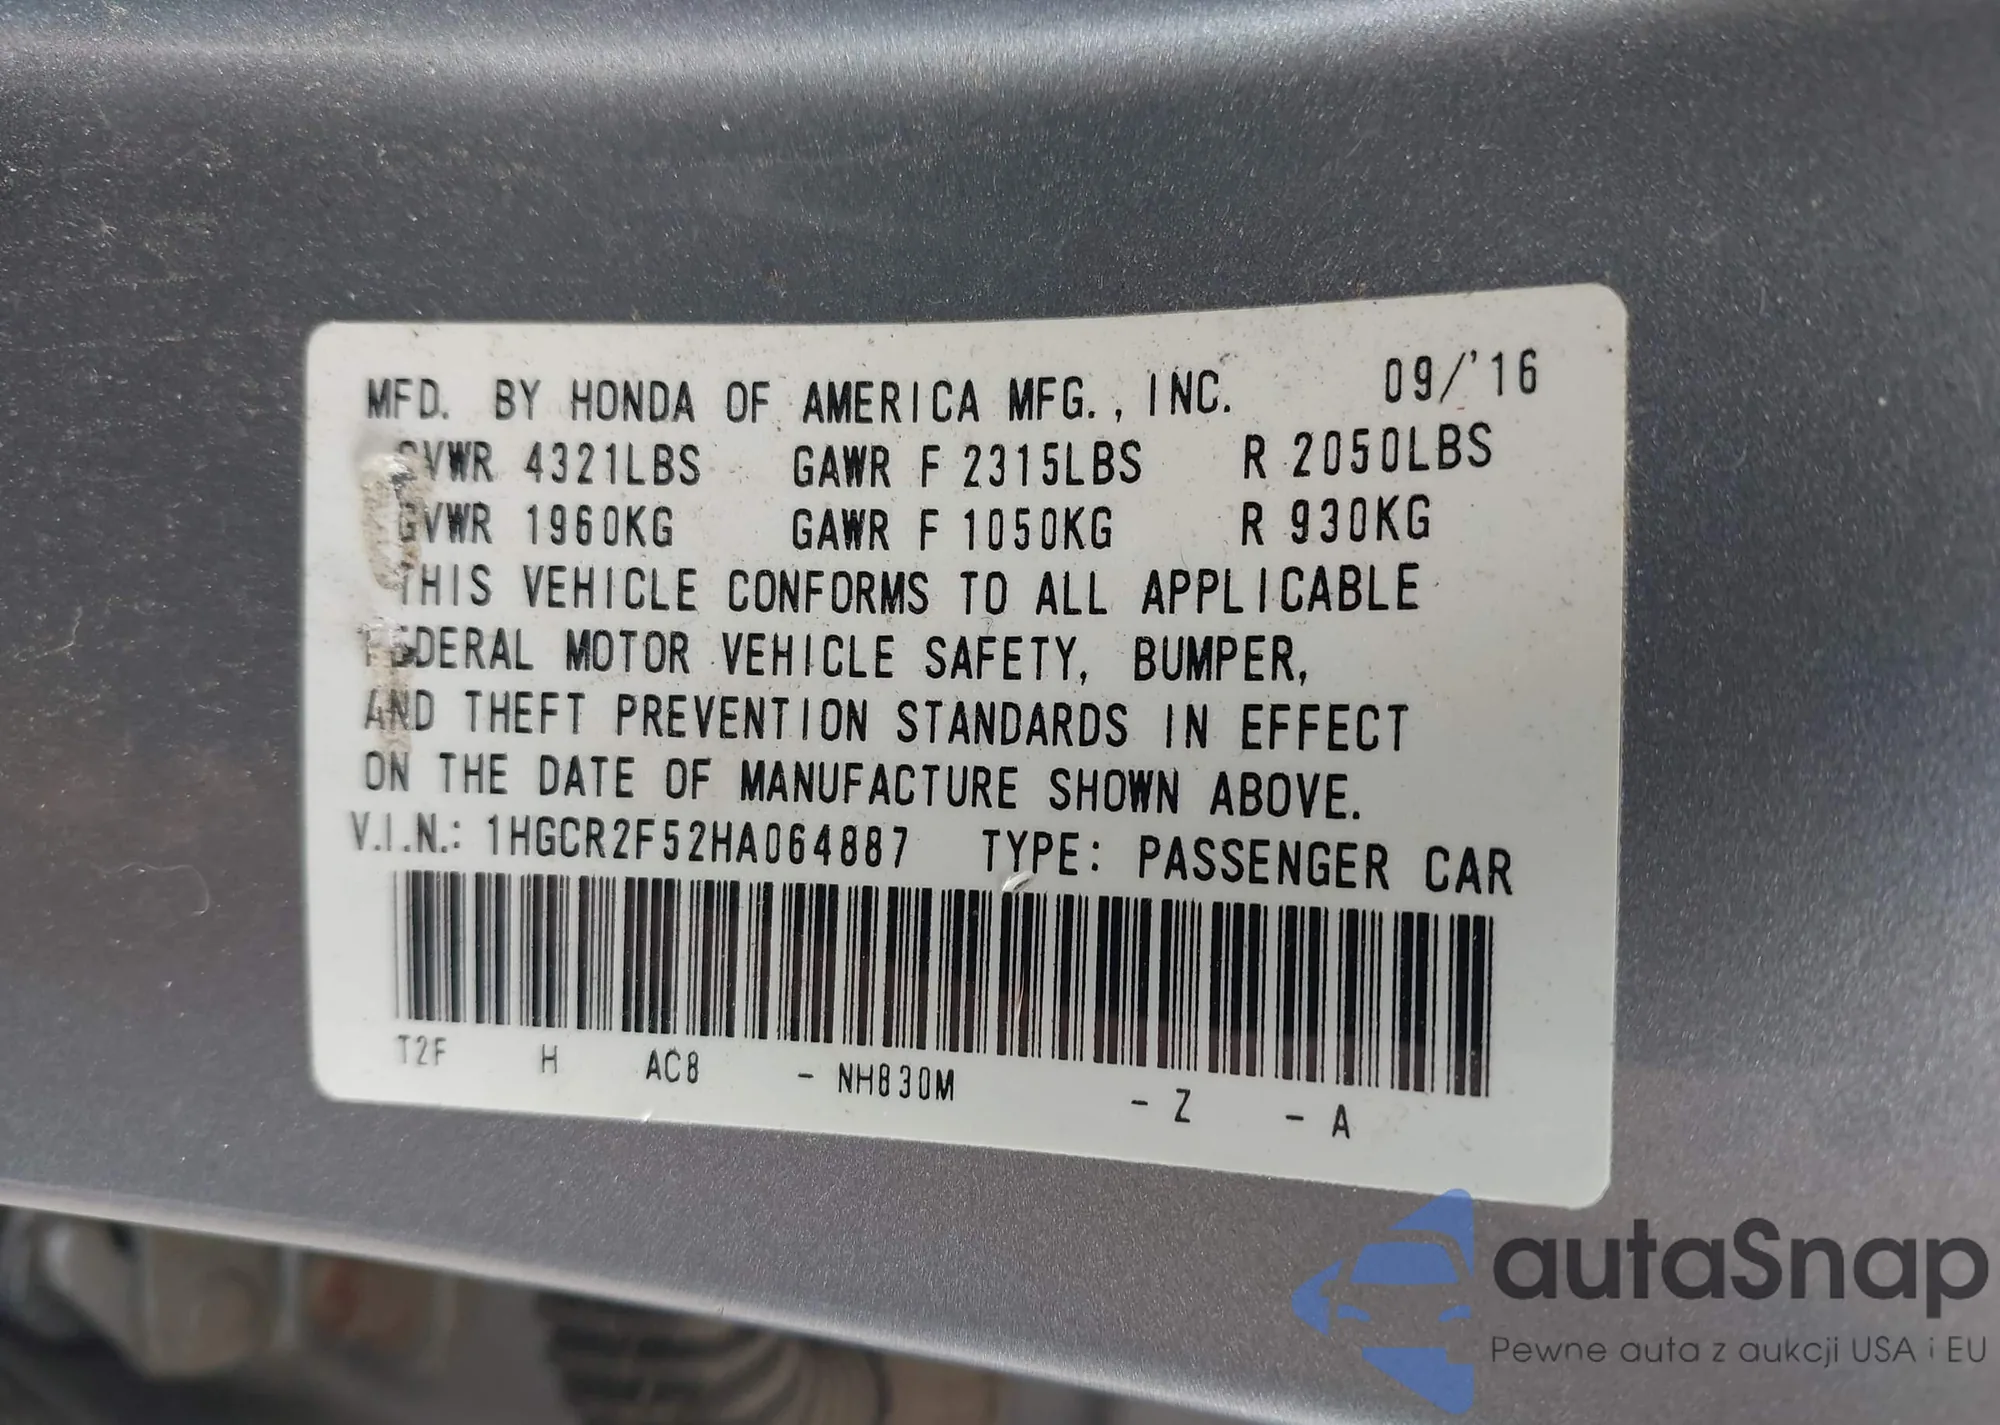 MFD. BY HONDA OF AMERICA MFG., INC. 09/'16
GVWR 4321LBS GAWR F 2315LBS R 2050LBS
GVWR 1960KG GAWR F 1050KG R 930KG
THIS VEHICLE CONFORMS TO ALL APPLICABLE
FEDERAL MOTOR VEHICLE SAFETY, BUMPER,
AND THEFT PREVENTION STANDARDS IN EFFECT
ON THE DATE OF MANUFACTURE SHOWN ABOVE.
V.I.N.: 1HGCR2F52HA064887 TYPE: PASSENGER CAR
T2F H AC8 - NH830M - Z - A
autaSnap
Pewne auta z aukcji USA i EU